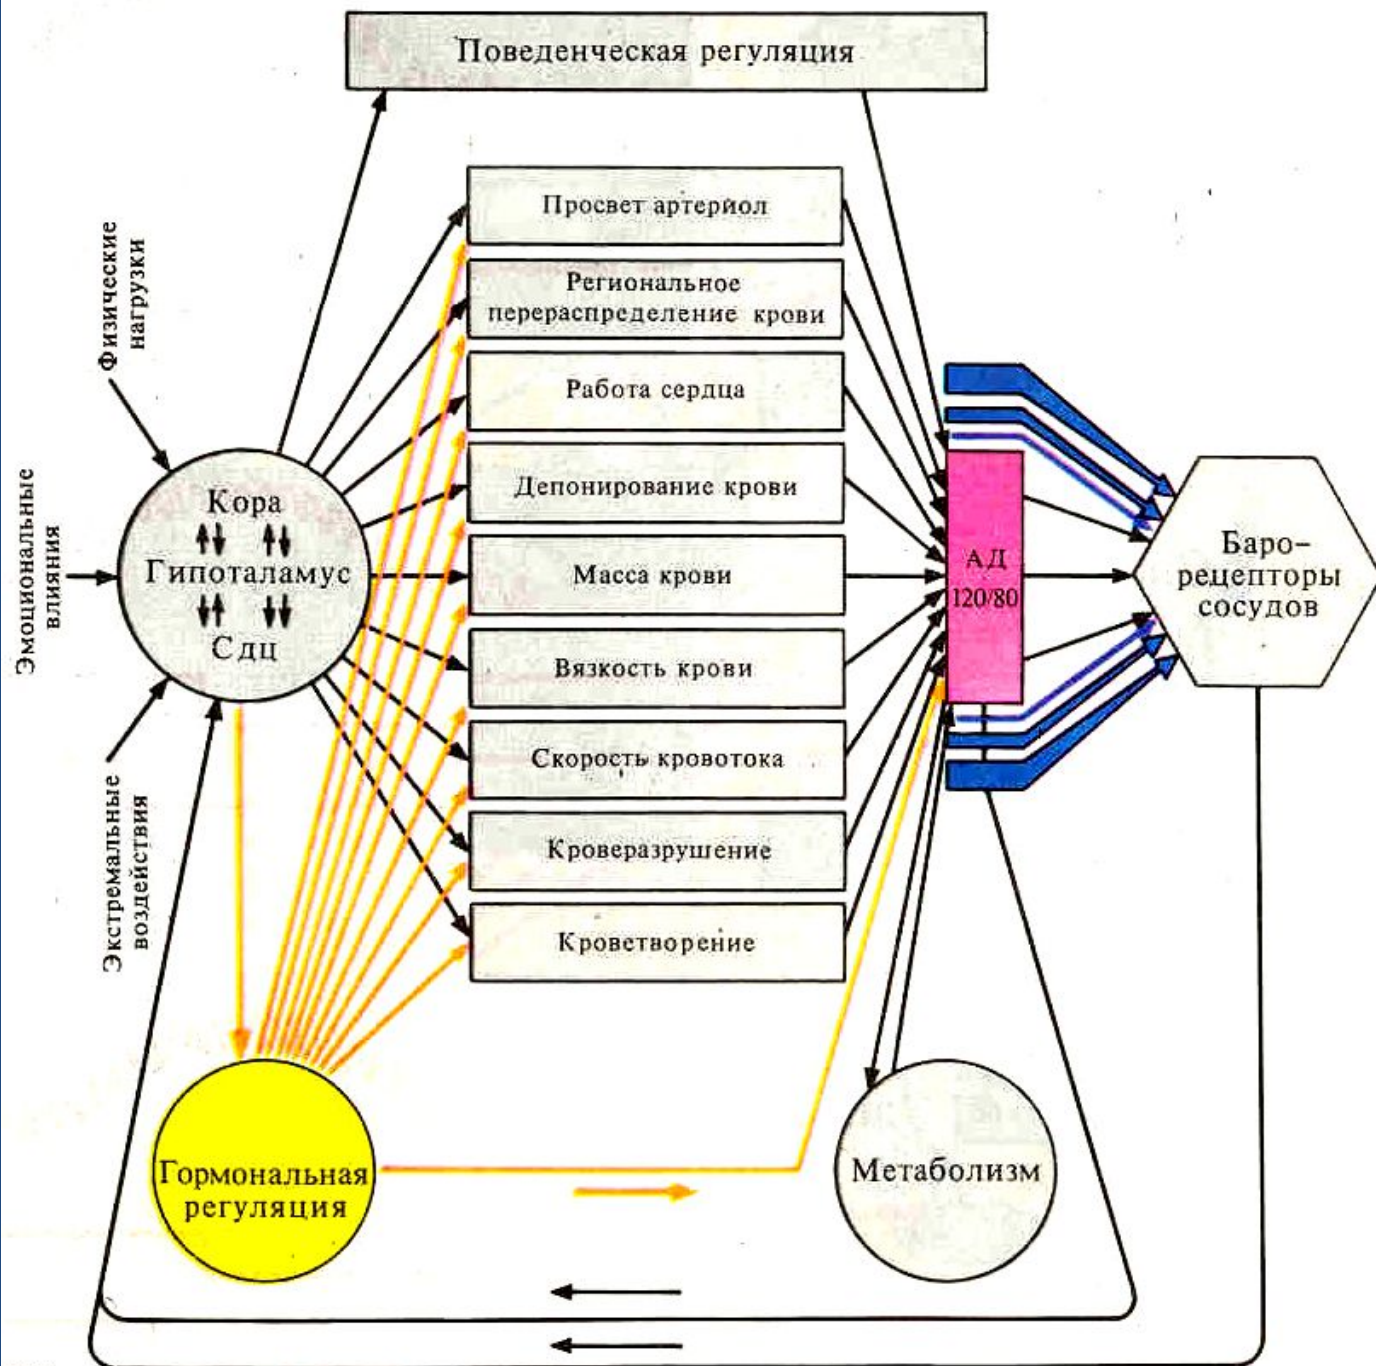 Поведенческая регуляция
Просвет артериол
Региональное
перераспределение крови
Работа сердца
Депонирование крови
Масса крови
Вязкость крови
Скорость кровотока
Кроверазрушение
Кроветворение
Физические
нагрузки
Эмоциональные
влияния
Экстремальные
воздействия
Кора
Гипоталамус
Сдц
АД
120/80
Баро-
рецепторы
сосудов
Гормональная
регуляция
Метаболизм